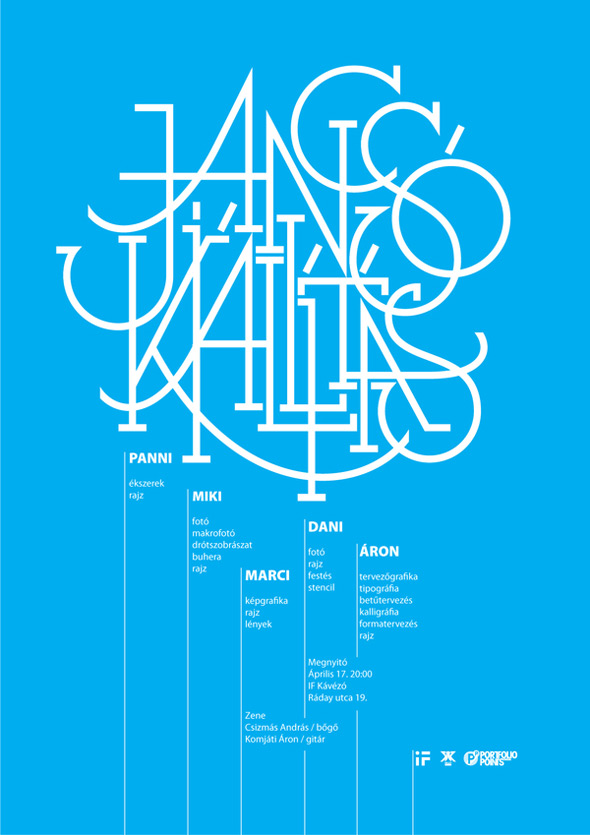 JANCSÓ
KIÁLLÍTÁS
PANNI
ékszerek
rajz
MIKI
fotó
makrofotó
drótszobrászat
buhera
rajz
MARCI
képgrafika
rajz
lények
DANI
fotó
rajz
festés
stencil
ÁRON
tervezőgrafika
tipográfia
betűtervezés
kalligráfia
formatervezés
rajz
Megnyitó
Április 17. 20:00
IF Kávézó
Ráday utca 19.
Zene
Csizmás András / bőgő
Komjáti Áron / gitár
iF
PORTFOLIO
POINTS